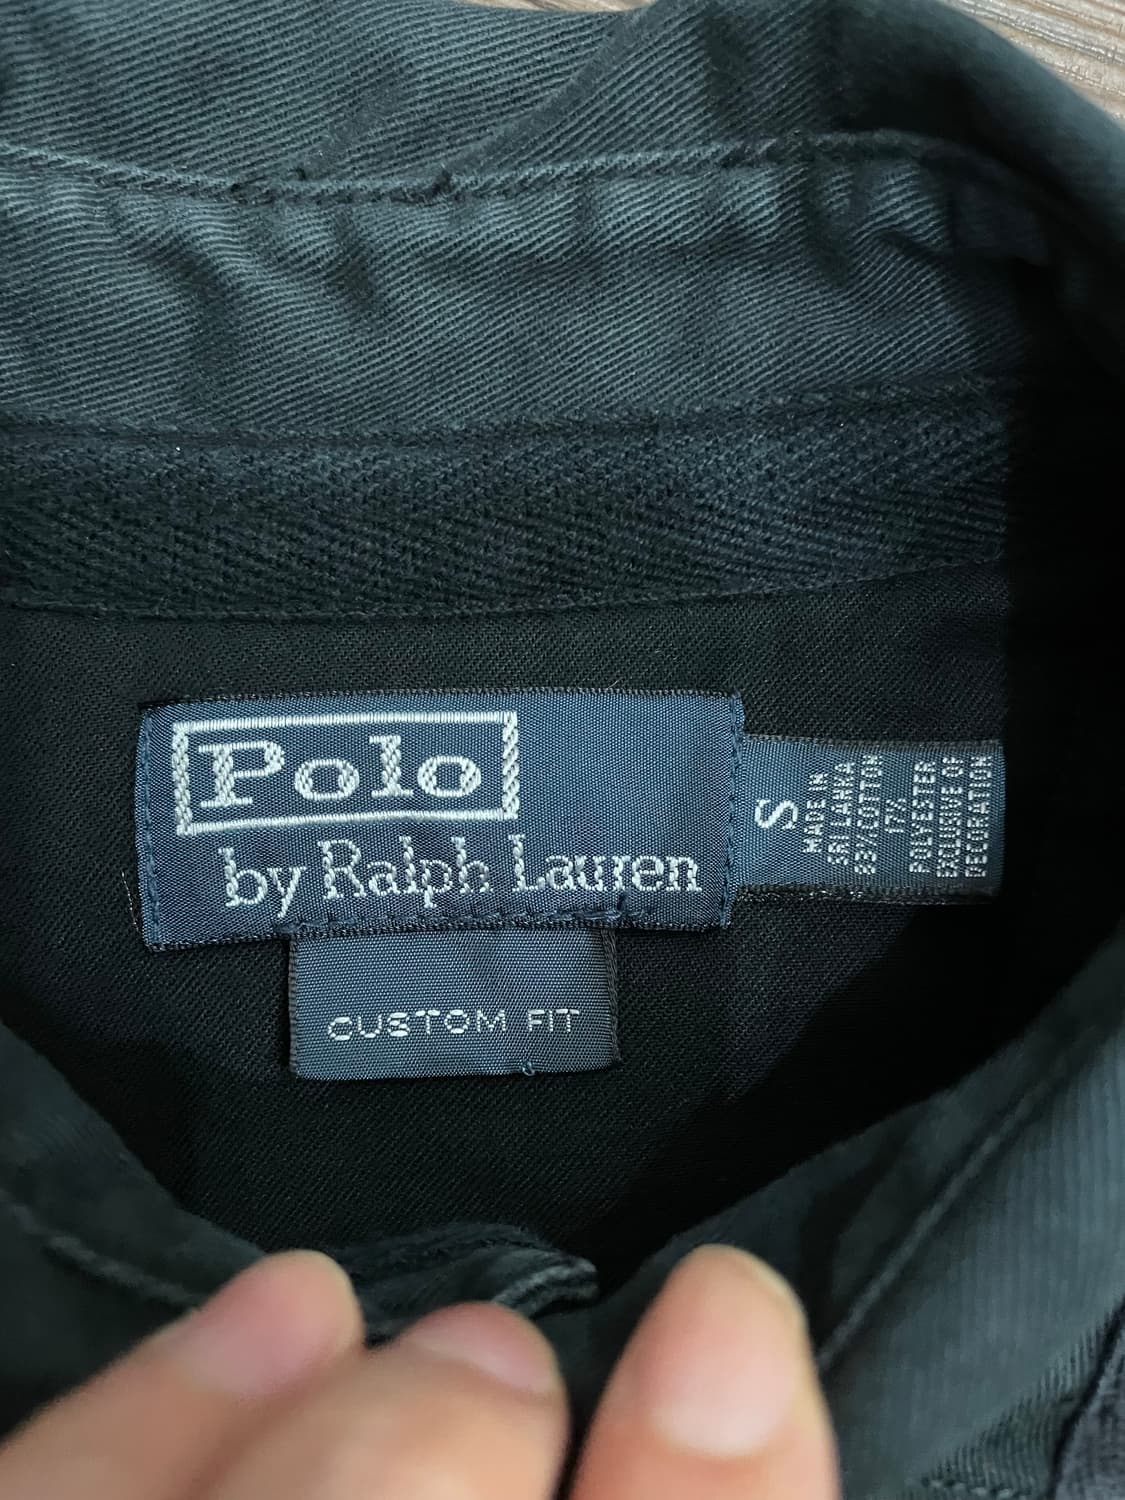 Polo
by Ralph Lauren
CUSTOM FIT
S
MADE IN
SRI LANKA
83% COTTON
17%
POLYESTER
EXCLUSIVE OF
DECORATION